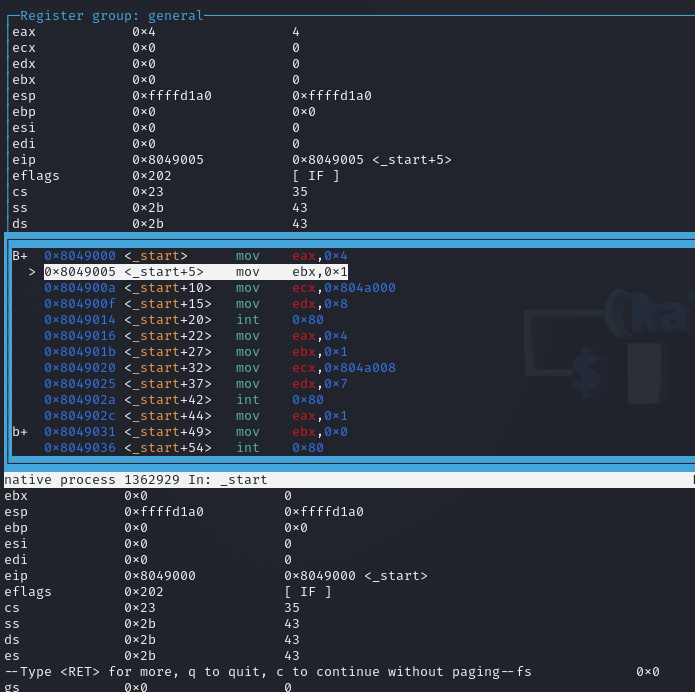 Register group: general
eax 0×4 4
ecx 0×0 0
edx 0×0 0
ebx 0×0 0
esp 0×ffffd1a0 0×ffffd1a0
ebp 0×0 0×0
esi 0×0 0
edi 0×0 0
eip 0×8049005 0×8049005 <_start+5>
eflags 0×202 [ IF ]
cs 0×23 35
ss 0×2b 43
ds 0×2b 43
B+ 0×8049000 <_start> mov eax,0×4
> 0×8049005 <_start+5> mov ebx,0×1
0×804900a <_start+10> mov ecx,0×804a000
0×804900f <_start+15> mov edx,0×8
0×8049014 <_start+20> int 0×80
0×8049016 <_start+22> mov eax,0×4
0×804901b <_start+27> mov ebx,0×1
0×8049020 <_start+32> mov ecx,0×804a008
0×8049025 <_start+37> mov edx,0×7
0×804902a <_start+42> int 0×80
0×804902c <_start+44> mov eax,0×1
b+ 0×8049031 <_start+49> mov ebx,0×0
0×8049036 <_start+54> int 0×80
native process 1362929 In: _start
ebx 0×0 0
esp 0×ffffd1a0 0×ffffd1a0
ebp 0×0 0×0
esi 0×0 0
edi 0×0 0
eip 0×8049000 0×8049000 <_start>
eflags 0×202 [ IF ]
cs 0×23 35
ss 0×2b 43
ds 0×2b 43
es 0×2b 43
--Type <RET> for more, q to quit, c to continue without paging--fs 0×0
gs 0×0 0